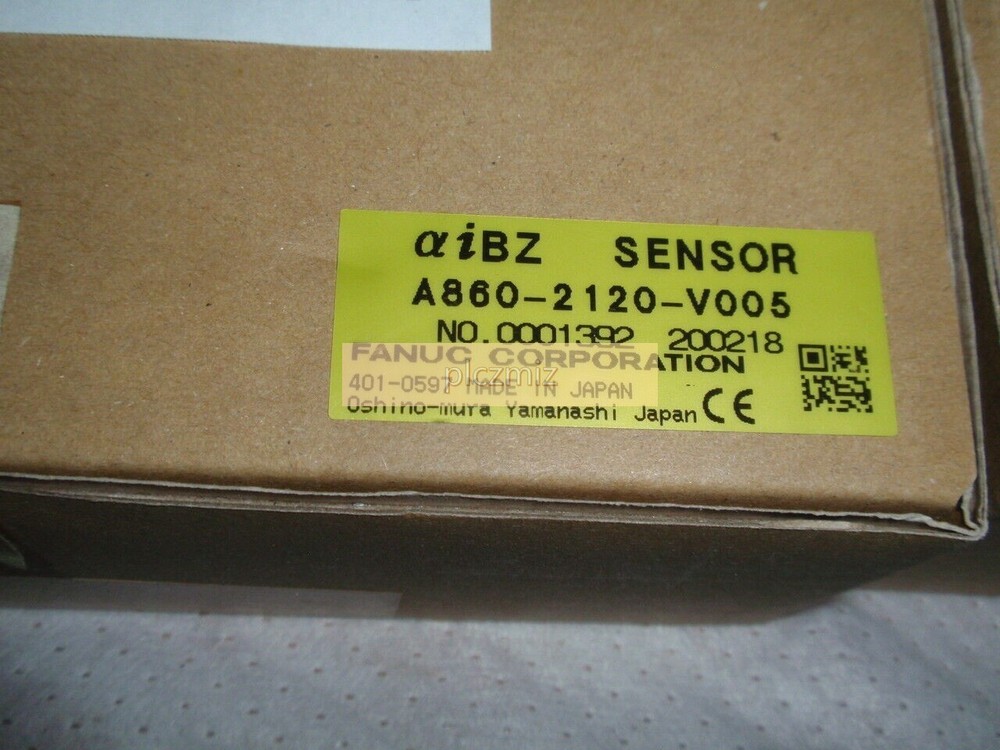 αiBZ SENSOR
A860-2120-V005
NO.0001392 200218
FANUC CORPORATION
plczmiz
401-0597 MADE IN JAPAN
Oshino-mura Yamanashi Japan CE